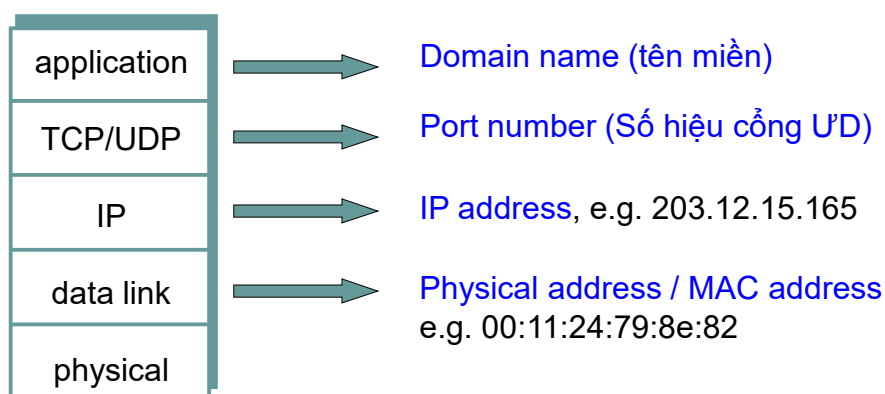 application
Domain name (tên miền)
TCP/UDP
Port number (Số hiệu cổng ƯD)
IP
IP address, e.g. 203.12.15.165
data link
Physical address / MAC address
e.g. 00:11:24:79:8e:82
physical